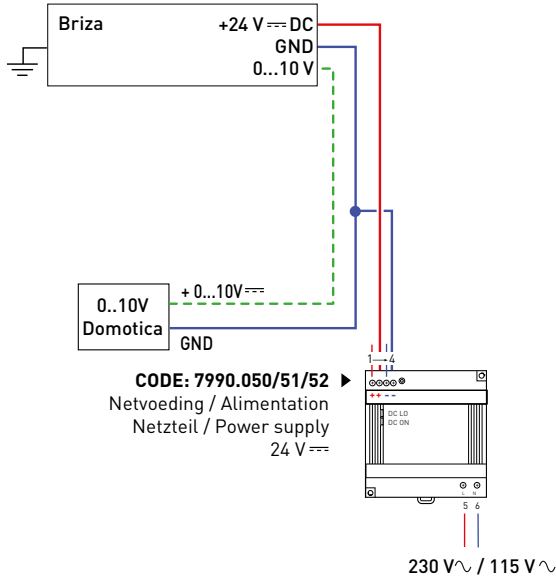 Briza
+24 V ⎓ DC
GND
0...10 V
+ 0...10V ⎓
0..10V
Domotica
GND
1→4
CODE: 7990.050/51/52 ▶
Netvoeding / Alimentation
Netzteil / Power supply
24 V ⎓
+ + – –
DC LO
DC ON
L N
5 6
230 V∿ / 115 V∿